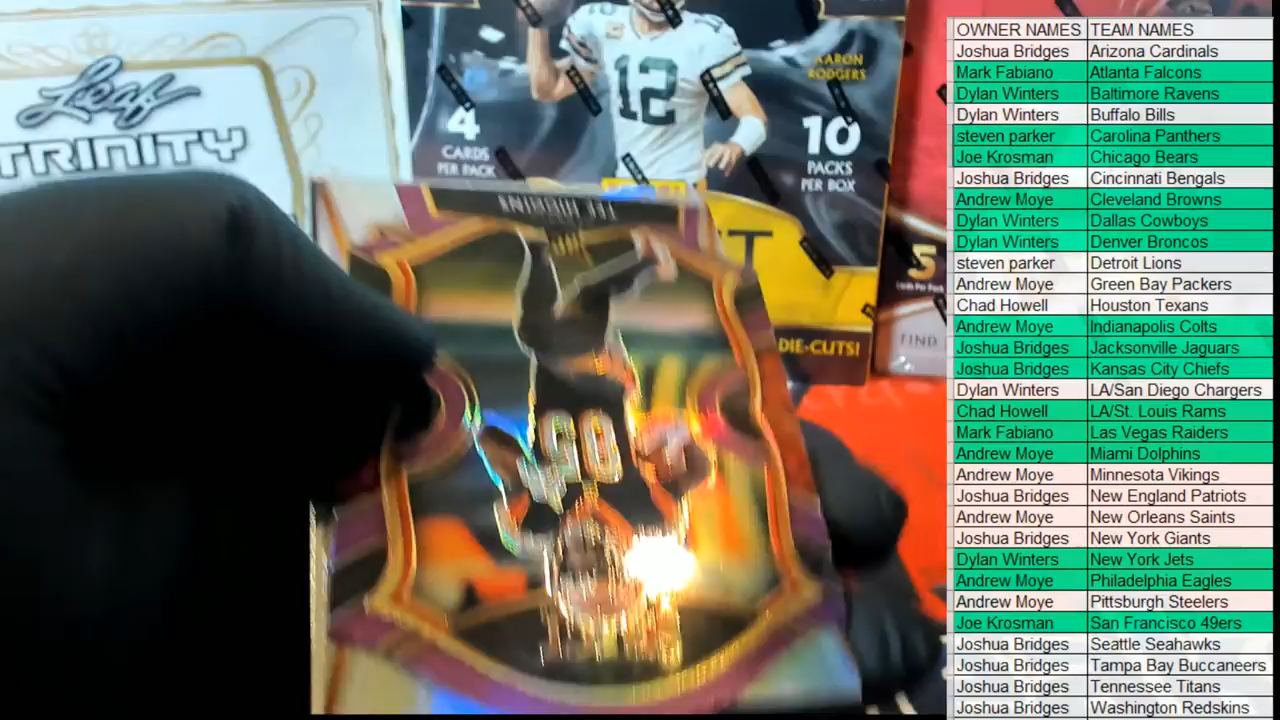 Leaf
TRINITY
12
AARON
RODGERS
4
CARDS
PER PACK
10
PACKS
PER BOX
DIE-CUTS!
5
FIND
TEE HIGGINS
OWNER NAMES TEAM NAMES
Joshua Bridges Arizona Cardinals
Mark Fabiano Atlanta Falcons
Dylan Winters Baltimore Ravens
Dylan Winters Buffalo Bills
steven parker Carolina Panthers
Joe Krosman Chicago Bears
Joshua Bridges Cincinnati Bengals
Andrew Moye Cleveland Browns
Dylan Winters Dallas Cowboys
Dylan Winters Denver Broncos
steven parker Detroit Lions
Andrew Moye Green Bay Packers
Chad Howell Houston Texans
Andrew Moye Indianapolis Colts
Joshua Bridges Jacksonville Jaguars
Joshua Bridges Kansas City Chiefs
Dylan Winters LA/San Diego Chargers
Chad Howell LA/St. Louis Rams
Mark Fabiano Las Vegas Raiders
Andrew Moye Miami Dolphins
Andrew Moye Minnesota Vikings
Joshua Bridges New England Patriots
Andrew Moye New Orleans Saints
Joshua Bridges New York Giants
Dylan Winters New York Jets
Andrew Moye Philadelphia Eagles
Andrew Moye Pittsburgh Steelers
Joe Krosman San Francisco 49ers
Joshua Bridges Seattle Seahawks
Joshua Bridges Tampa Bay Buccaneers
Joshua Bridges Tennessee Titans
Joshua Bridges Washington Redskins